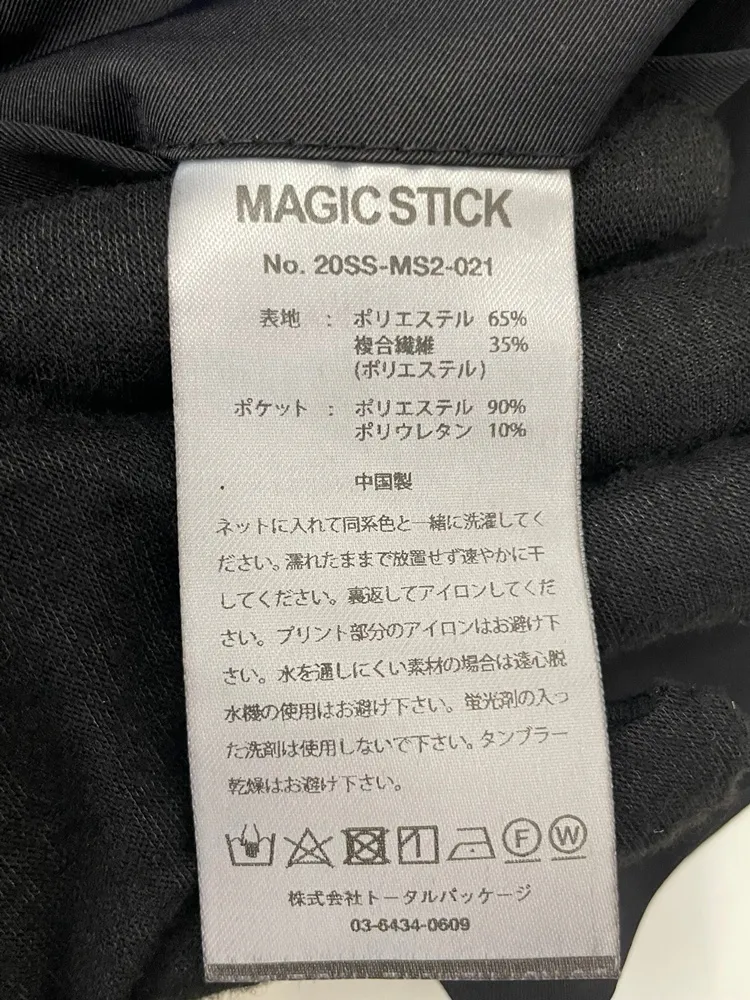 MAGIC STICK
No. 20SS-MS2-021
表地 : ポリエステル 65%
複合繊維 35%
(ポリエステル)
ポケット : ポリエステル 90%
ポリウレタン 10%
中国製
ネットに入れて同系色と一緒に洗濯してく
ださい。濡れたままで放置せず速やかに干
してください。裏返してアイロンしてくだ
さい。プリント部分のアイロンはお避け下
さい。水を通しにくい素材の場合は遠心脱
水機の使用はお避け下さい。蛍光剤の入っ
た洗剤は使用しないで下さい。タンブラー
乾燥はお避け下さい。
F W
株式会社トータルパッケージ
03-6434-0609